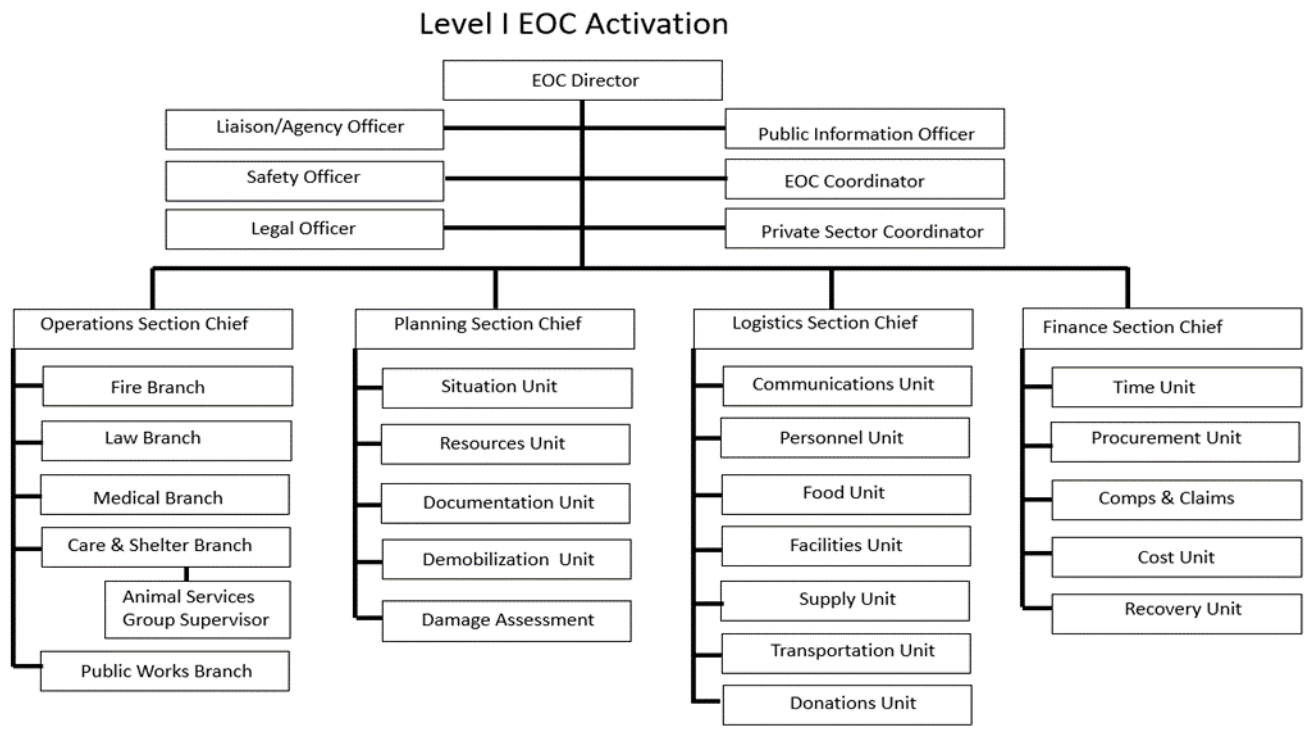 Level I EOC Activation
EOC Director
Liaison/Agency Officer
Public Information Officer
Safety Officer
EOC Coordinator
Legal Officer
Private Sector Coordinator
Operations Section Chief
Fire Branch
Law Branch
Medical Branch
Care & Shelter Branch
Animal Services
Group Supervisor
Public Works Branch
Planning Section Chief
Situation Unit
Resources Unit
Documentation Unit
Demobilization Unit
Damage Assessment
Logistics Section Chief
Communications Unit
Personnel Unit
Food Unit
Facilities Unit
Supply Unit
Transportation Unit
Donations Unit
Finance Section Chief
Time Unit
Procurement Unit
Comps & Claims
Cost Unit
Recovery Unit